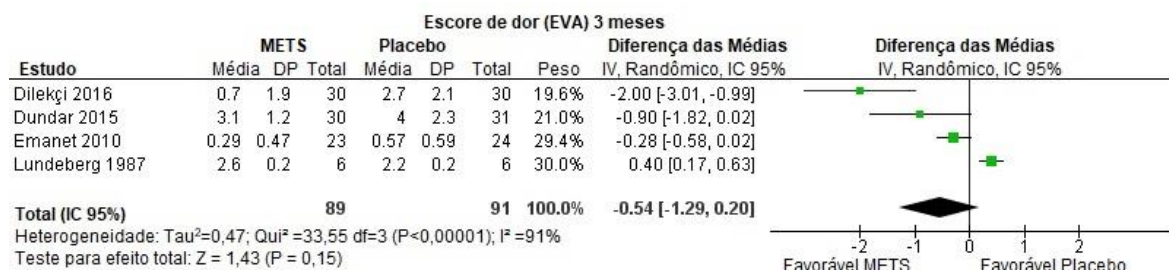 Escore de dor (EVA) 3 meses
METS Placebo Diferença das Médias Diferença das Médias
Estudo Média DP Total Média DP Total Peso IV, Randômico, IC 95% IV, Randômico, IC 95%
Dilekçi 2016 0.7 1.9 30 2.7 2.1 30 19.6% -2.00 [-3.01, -0.99]
Dundar 2015 3.1 1.2 30 4 2.3 31 21.0% -0.90 [-1.82, 0.02]
Emanet 2010 0.29 0.47 23 0.57 0.59 24 29.4% -0.28 [-0.58, 0.02]
Lundeberg 1987 2.6 0.2 6 2.2 0.2 6 30.0% 0.40 [0.17, 0.63]
Total (IC 95%) 89 91 100.0% -0.54 [-1.29, 0.20]
Heterogeneidade: Tau²=0,47; Qui² =33,55 df=3 (P<0,00001); I² =91%
Teste para efeito total: Z = 1,43 (P = 0,15)
-2 -1 0 1 2
Favorável METS Favorável Placebo